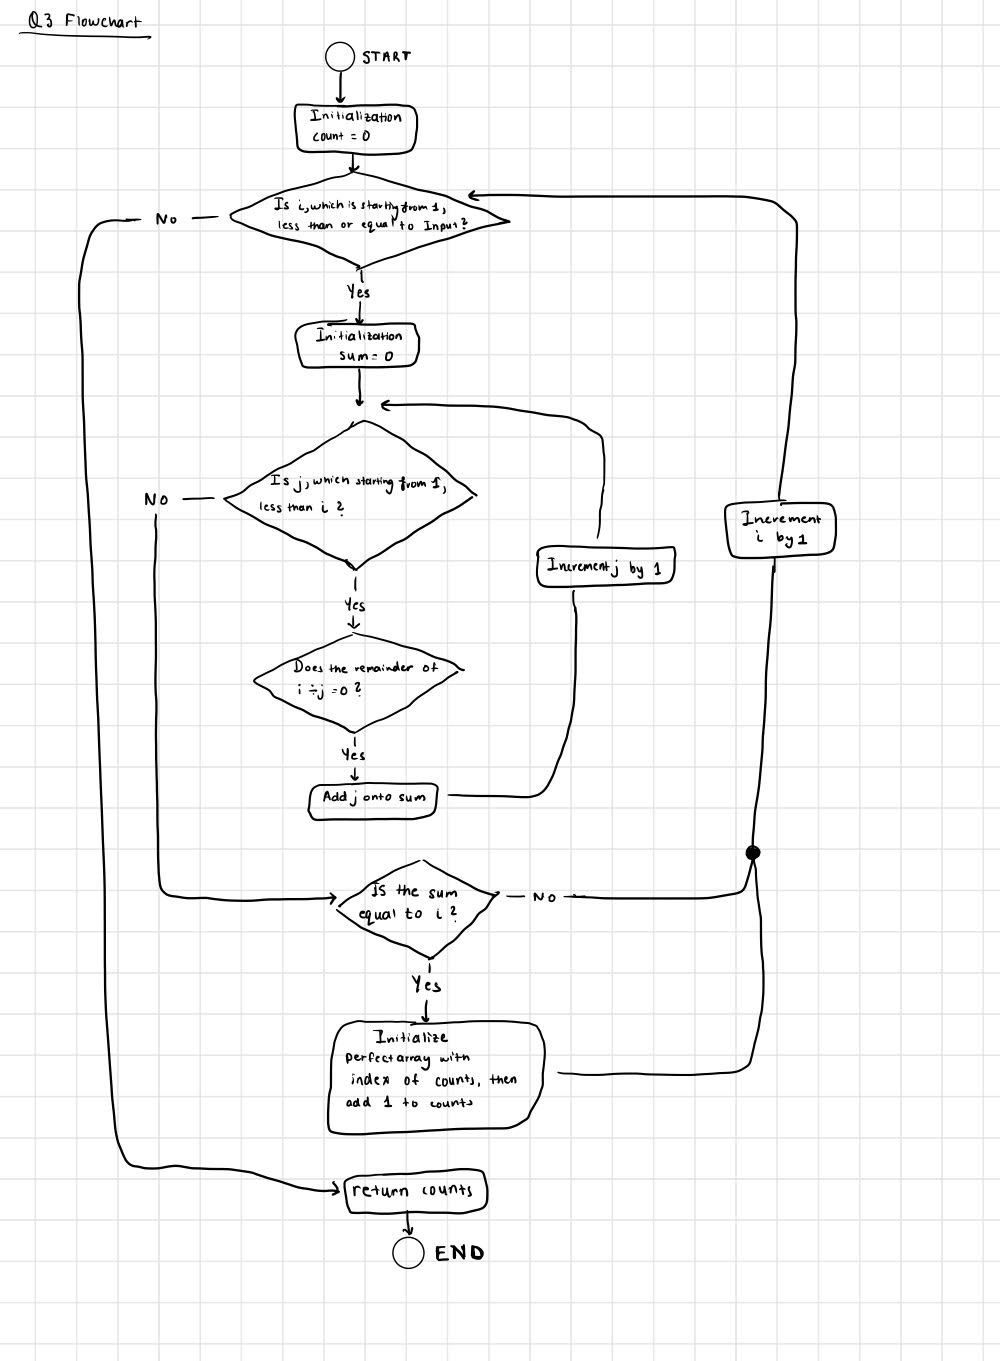 Q3 Flowchart
START
Initialization
count = 0
Is i, which is starting from 1,
less than or equal to Input?
No
Yes
Initialization
sum = 0
Is j, which starting from 1,
less than i ?
No
Yes
Increment
i by 1
Increment j by 1
Does the remainder of
i ÷ j = 0 ?
Yes
Add j onto sum
IS the sum
equal to i ?
No
Yes
Initialize
perfect array with
index of counts, then
add 1 to counts
return counts
END